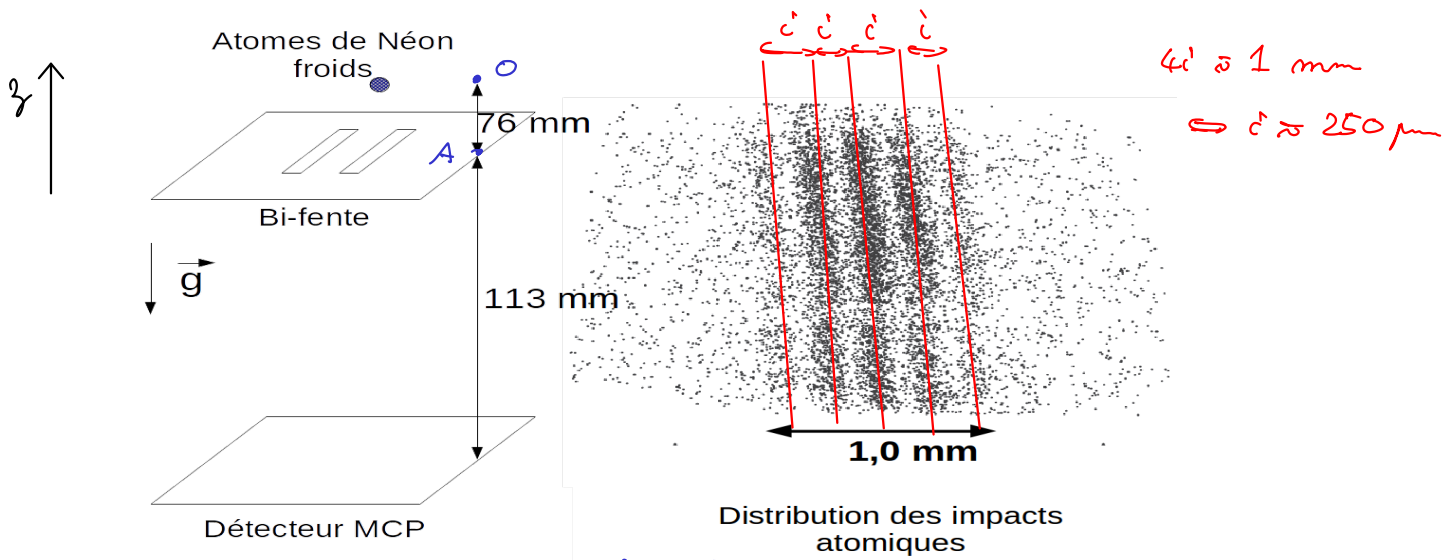 Atomes de Néon
froids
O
z
76 mm
A
Bi-fente
g
113 mm
Détecteur MCP
i i i i
1,0 mm
Distribution des impacts
atomiques
4i ≈ 1 mm
⇔ i ≈ 250 μm